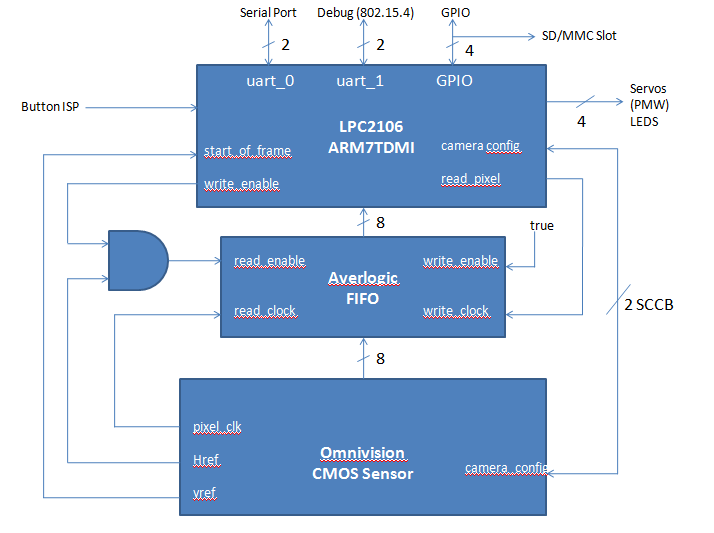 Serial Port
Debug (802.15.4)
GPIO
2
2
4
SD/MMC Slot
uart_0
uart_1
GPIO
Button ISP
LPC2106
ARM7TDMI
Servos
(PMW)
LEDS
4
start_of_frame
camera config
write_enable
read_pixel
8
true
read_enable
write_enable
Averlogic
FIFO
read_clock
write_clock
2 SCCB
8
pixel_clk
Omnivision
CMOS Sensor
Href
camera_config
vref